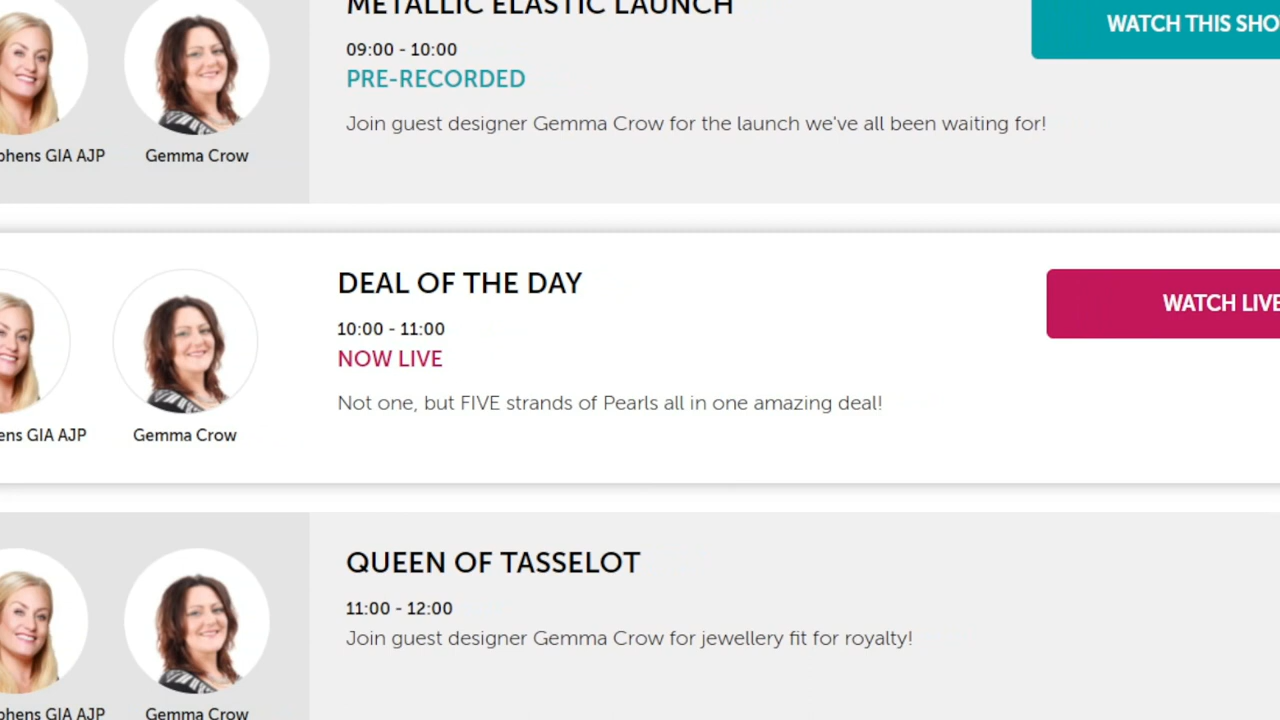 METALLIC ELASTIC LAUNCH
WATCH THIS SHO
09:00 - 10:00
PRE-RECORDED
Join guest designer Gemma Crow for the launch we've all been waiting for!
phens GIA AJP
Gemma Crow
DEAL OF THE DAY
WATCH LIVE
10:00 - 11:00
NOW LIVE
Not one, but FIVE strands of Pearls all in one amazing deal!
ens GIA AJP
Gemma Crow
QUEEN OF TASSELOT
11:00 - 12:00
Join guest designer Gemma Crow for jewellery fit for royalty!
phens GIA AJP
Gemma Crow